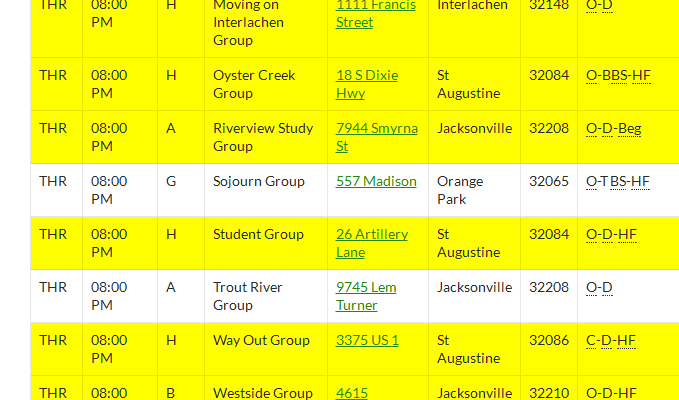 THR 08:00 PM H Moving on Interlachen Group 1111 Francis Street Interlachen 32148 O-D
THR 08:00 PM H Oyster Creek Group 18 S Dixie Hwy St Augustine 32084 O-BBS-HF
THR 08:00 PM A Riverview Study Group 7944 Smyrna St Jacksonville 32208 O-D-Beg
THR 08:00 PM G Sojourn Group 557 Madison Orange Park 32065 O-TBS-HF
THR 08:00 PM H Student Group 26 Artillery Lane St Augustine 32084 O-D-HF
THR 08:00 PM A Trout River Group 9745 Lem Turner Jacksonville 32208 O-D
THR 08:00 PM H Way Out Group 3375 US 1 St Augustine 32086 C-D-HF
THR 08:00 B Westside Group 4615 Jacksonville 32210 O-D-HF